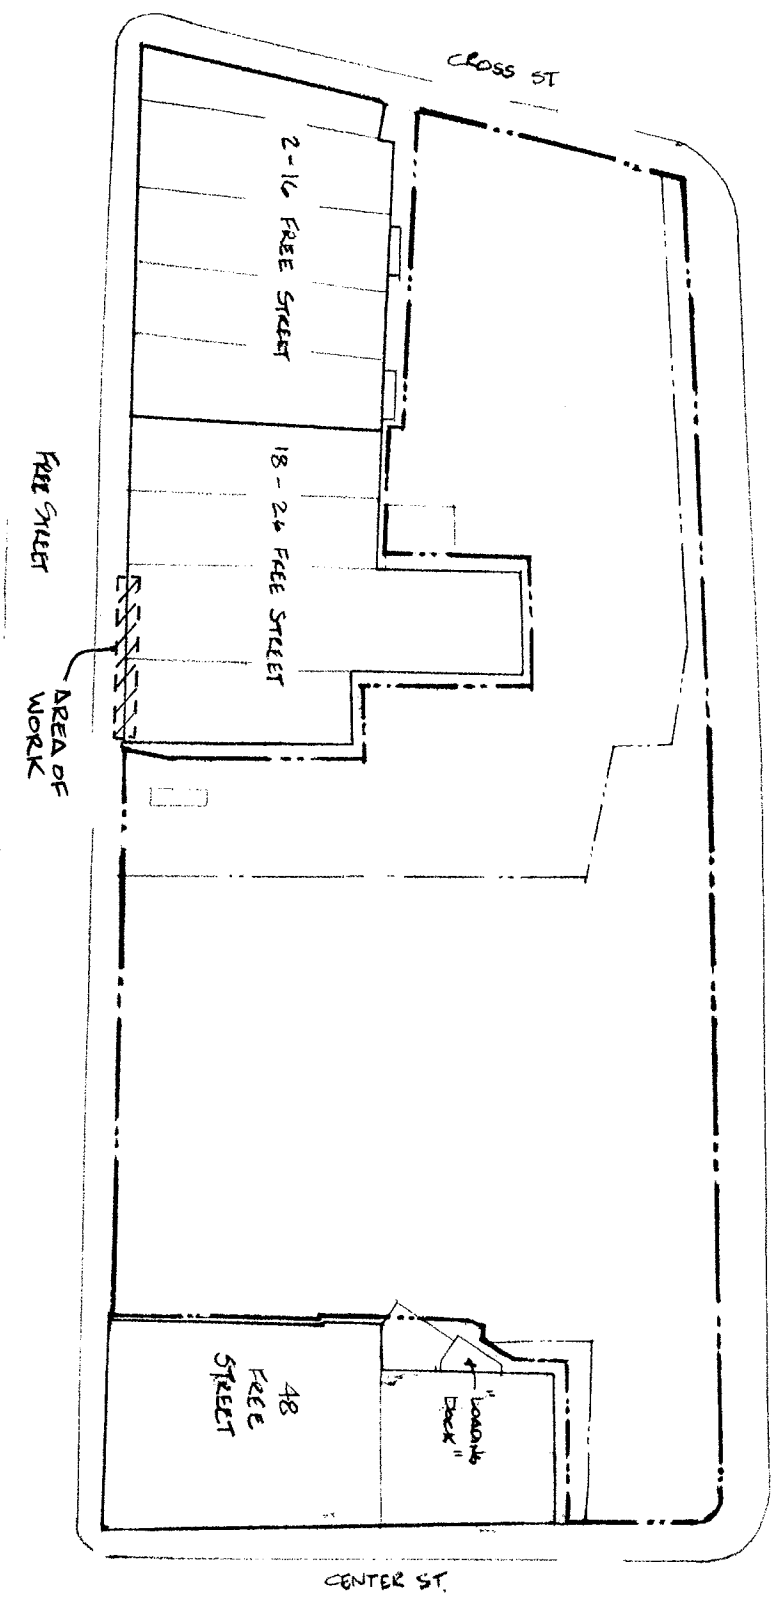 CROSS ST
2-16 FREE STREET
18-26 FREE STREET
FREE STREET
AREA OF
WORK
48
FREE
STREET
"LOADING
DOCK"
CENTER ST.